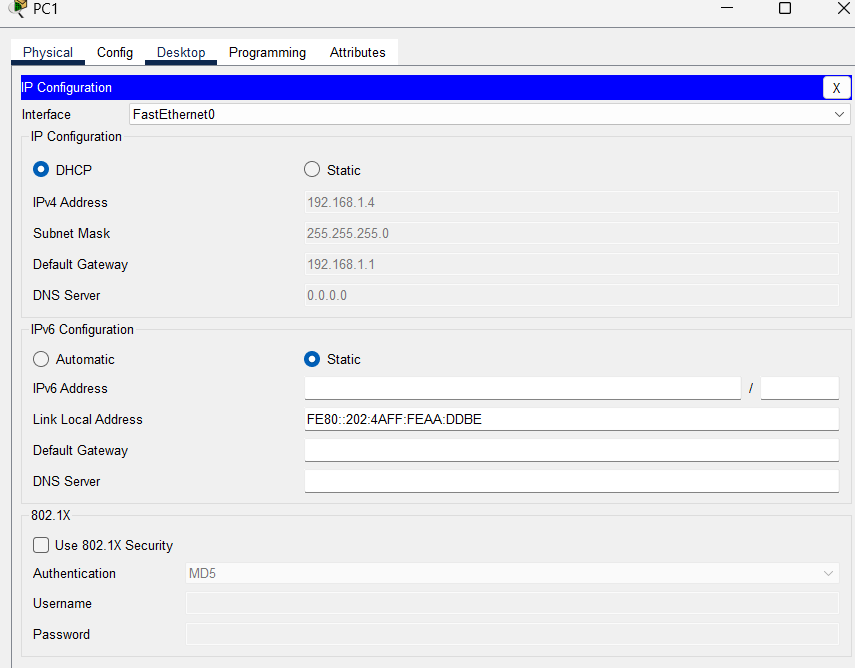 PC1
Physical Config Desktop Programming Attributes
IP Configuration X
Interface FastEthernet0
IP Configuration
DHCP Static
IPv4 Address 192.168.1.4
Subnet Mask 255.255.255.0
Default Gateway 192.168.1.1
DNS Server 0.0.0.0
IPv6 Configuration
Automatic Static
IPv6 Address /
Link Local Address FE80::202:4AFF:FEAA:DDBE
Default Gateway
DNS Server
802.1X
Use 802.1X Security
Authentication MD5
Username
Password